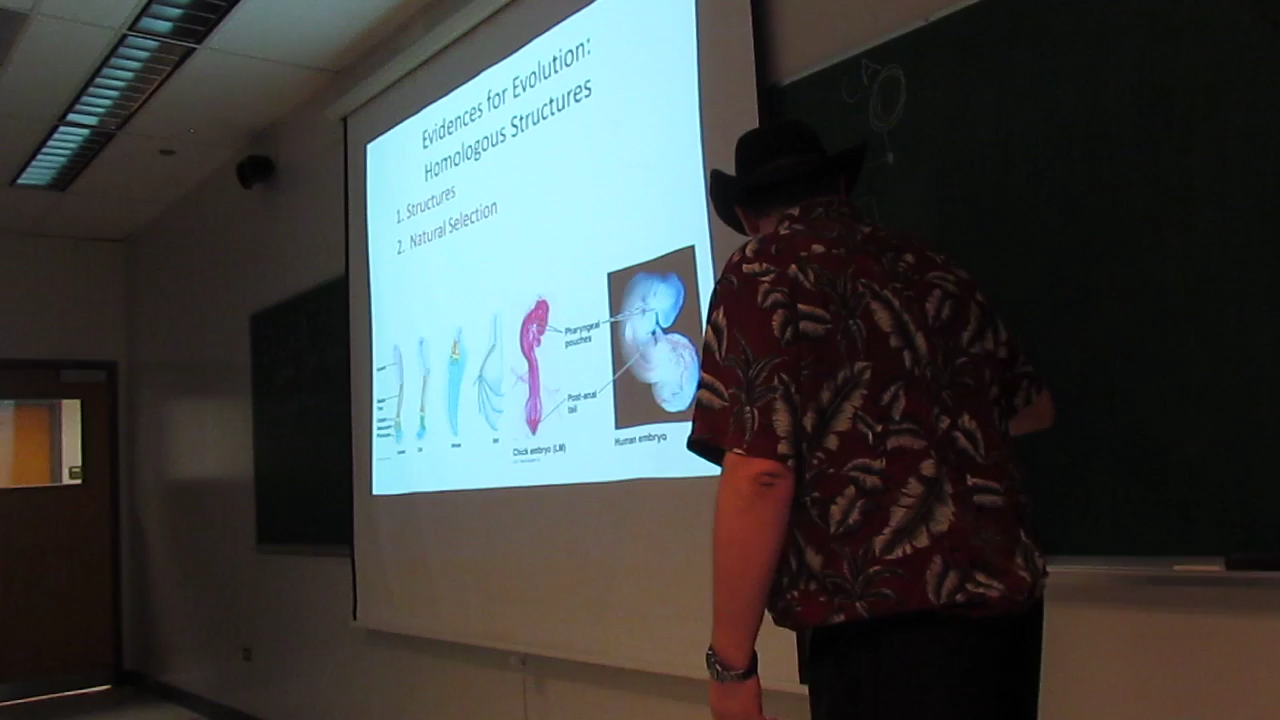 Evidences for Evolution:
Homologous Structures
1. Structures
2. Natural Selection
Pharyngeal
pouches
Post-anal
tail
Chick embryo (LM)
Human embryo